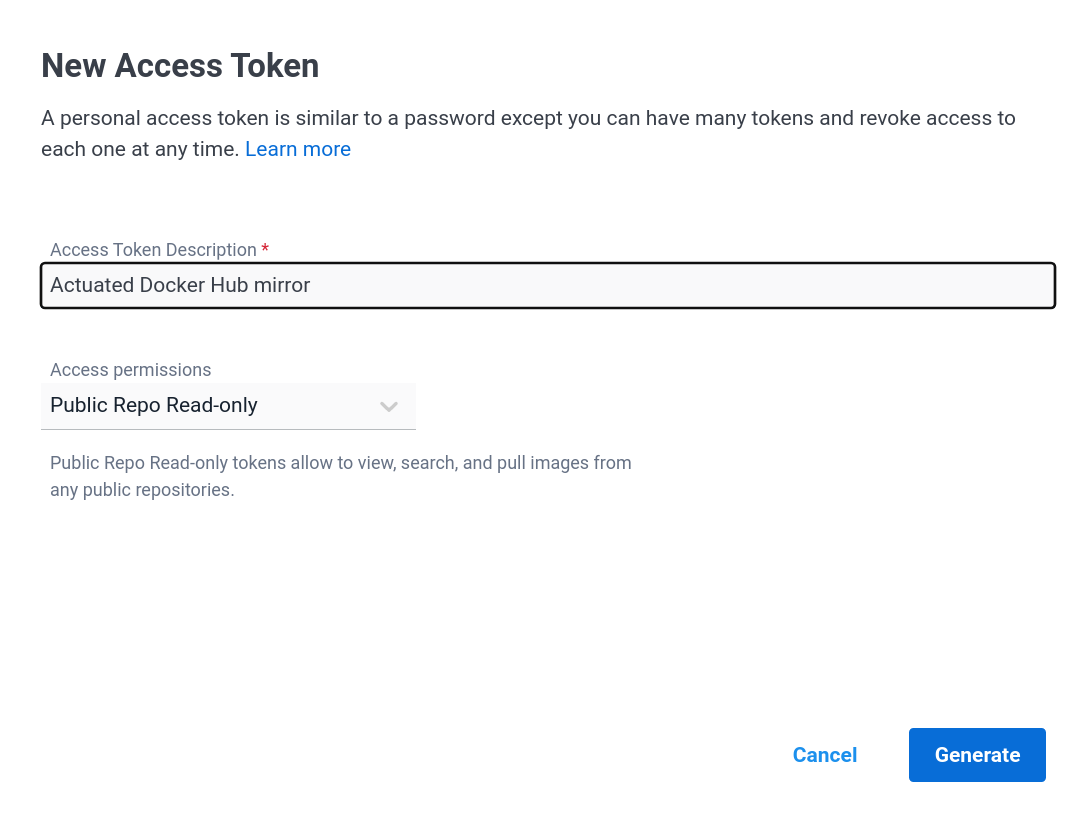 New Access Token
A personal access token is similar to a password except you can have many tokens and revoke access to
each one at any time. Learn more
Access Token Description *
Actuated Docker Hub mirror
Access permissions
Public Repo Read-only
Public Repo Read-only tokens allow to view, search, and pull images from
any public repositories.
Cancel
Generate